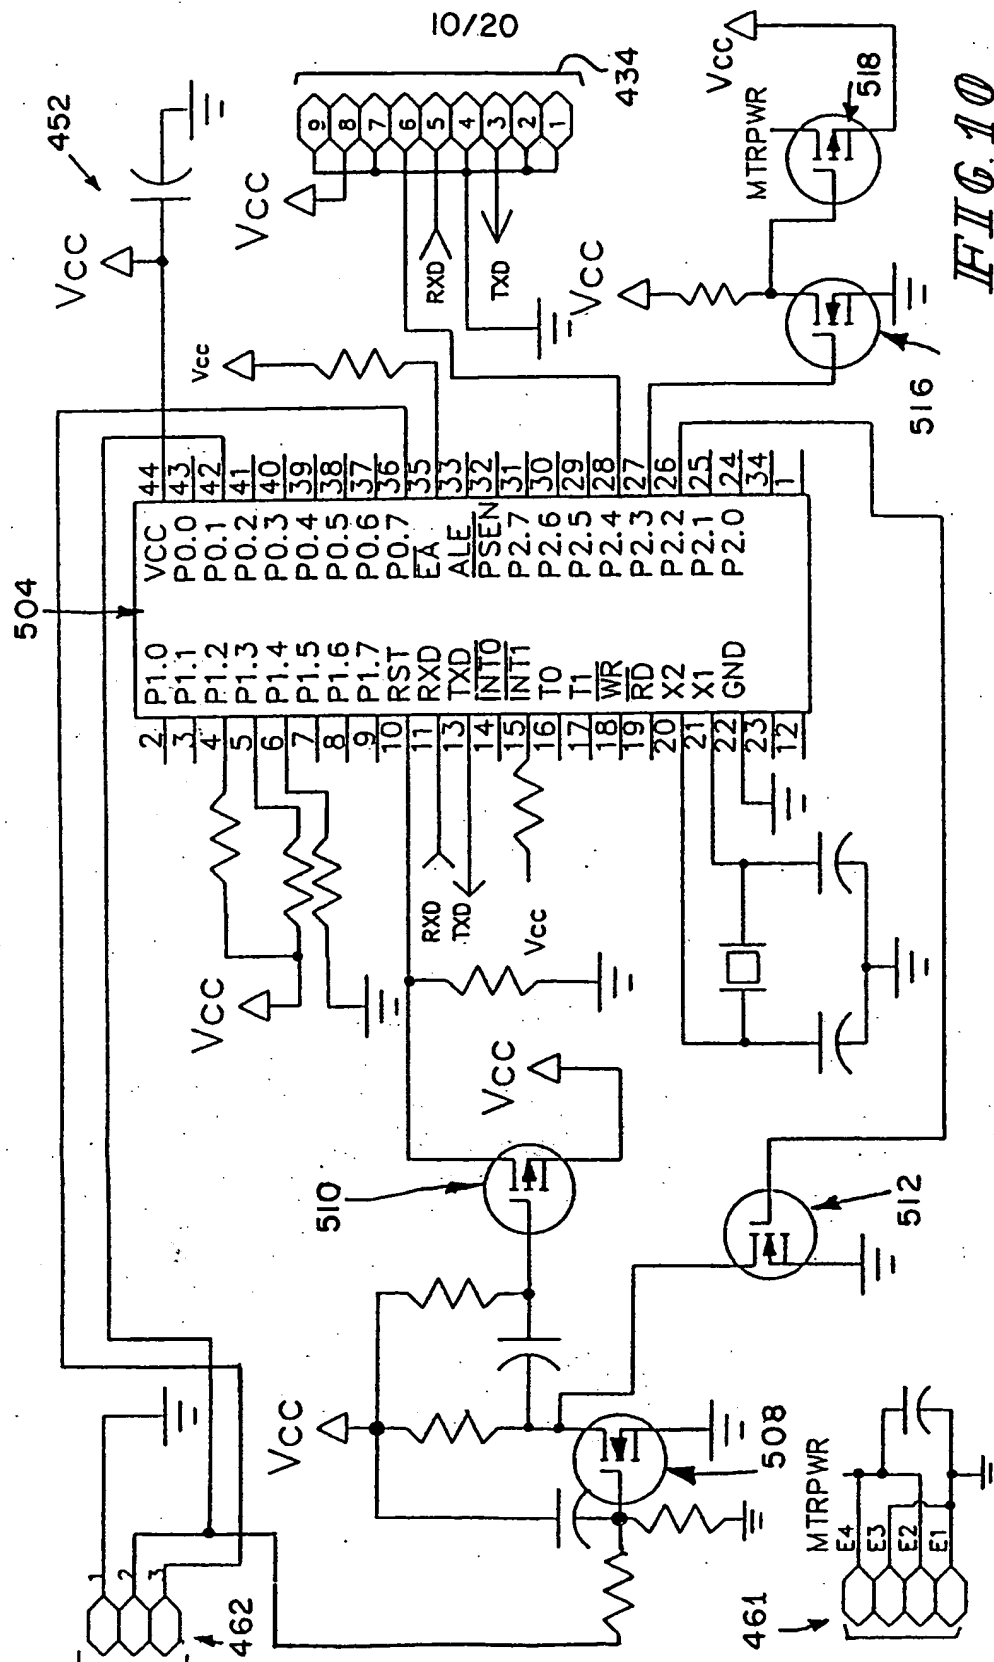 10/20
FIG. 10
452
VCC
VCC
Vcc
504
434
9
8
7
6
5
4
3
2
1
RXD
TXD
VCC
MTRPWR
Vcc
518
516
2 P1.0
3 P1.1
4 P1.2
5 P1.3
6 P1.4
7 P1.5
8 P1.6
9 P1.7
10 RST
11 RXD
13 TXD
14 INT0
15 INT1
16 T0
17 T1
18 WR
19 RD
20 X2
21 X1
22 GND
23
12
VCC 44
P0.0 43
P0.1 42
P0.2 41
P0.3 40
P0.4 39
P0.5 38
P0.6 37
P0.7 36
EA 35
ALE 33
PSEN 32
P2.7 31
P2.6 30
P2.5 29
P2.4 28
P2.3 27
P2.2 26
P2.1 25
P2.0 24
34
1
VCC
RXD
TXD
Vcc
VCC
510
512
VCC
508
1
2
3
462
461
MTRPWR
E4
E3
E2
E1